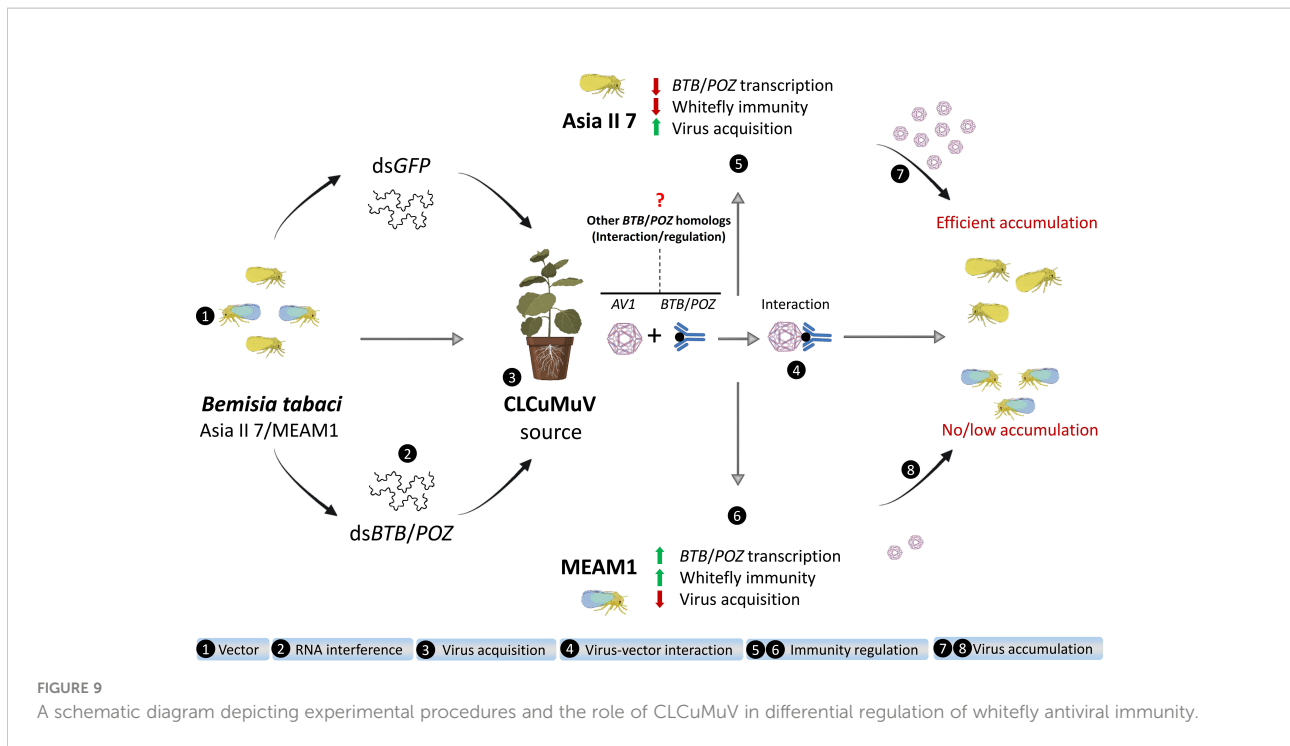 Asia II 7
BTB/POZ transcription
Whitefly immunity
Virus acquisition
5
7
dsGFP
?
Other BTB/POZ homologs
(Interaction/regulation)
Efficient accumulation
1
AV1 BTB/POZ
+
Interaction
3
4
Bemisia tabaci
Asia II 7/MEAM1
CLCuMuV
source
No/low accumulation
2
8
dsBTB/POZ
6
MEAM1
BTB/POZ transcription
Whitefly immunity
Virus acquisition
1 Vector 2 RNA interference 3 Virus acquisition 4 Virus-vector interaction 5 6 Immunity regulation 7 8 Virus accumulation
FIGURE 9
A schematic diagram depicting experimental procedures and the role of CLCuMuV in differential regulation of whitefly antiviral immunity.